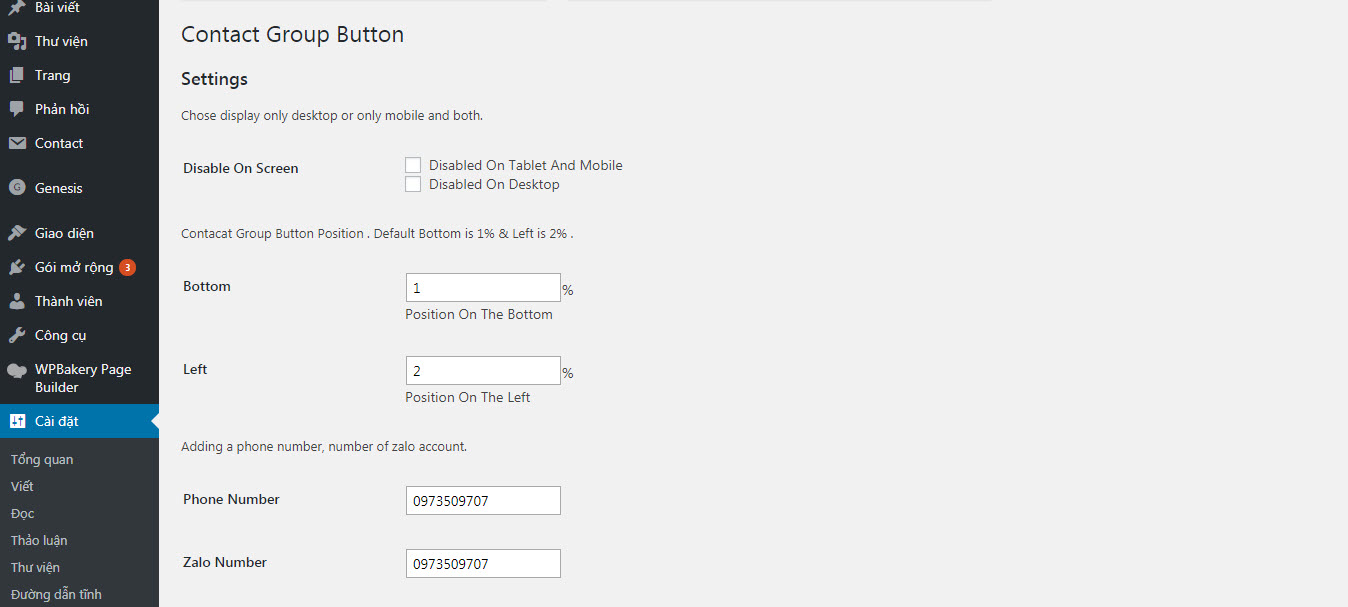 Bài viết
Thư viện
Trang
Phản hồi
Contact
G
Genesis
Giao diện
Gói mở rộng 3
Thành viên
Công cụ
WPBakery Page
Builder
Cài đặt
Tổng quan
Viết
Đọc
Thảo luận
Thư viện
Đường dẫn tĩnh
Contact Group Button
Settings
Chose display only desktop or only mobile and both.
Disable On Screen
Disabled On Tablet And Mobile
Disabled On Desktop
Contacat Group Button Position . Default Bottom is 1% & Left is 2% .
Bottom
1 %
Position On The Bottom
Left
2 %
Position On The Left
Adding a phone number, number of zalo account.
Phone Number
0973509707
Zalo Number
0973509707